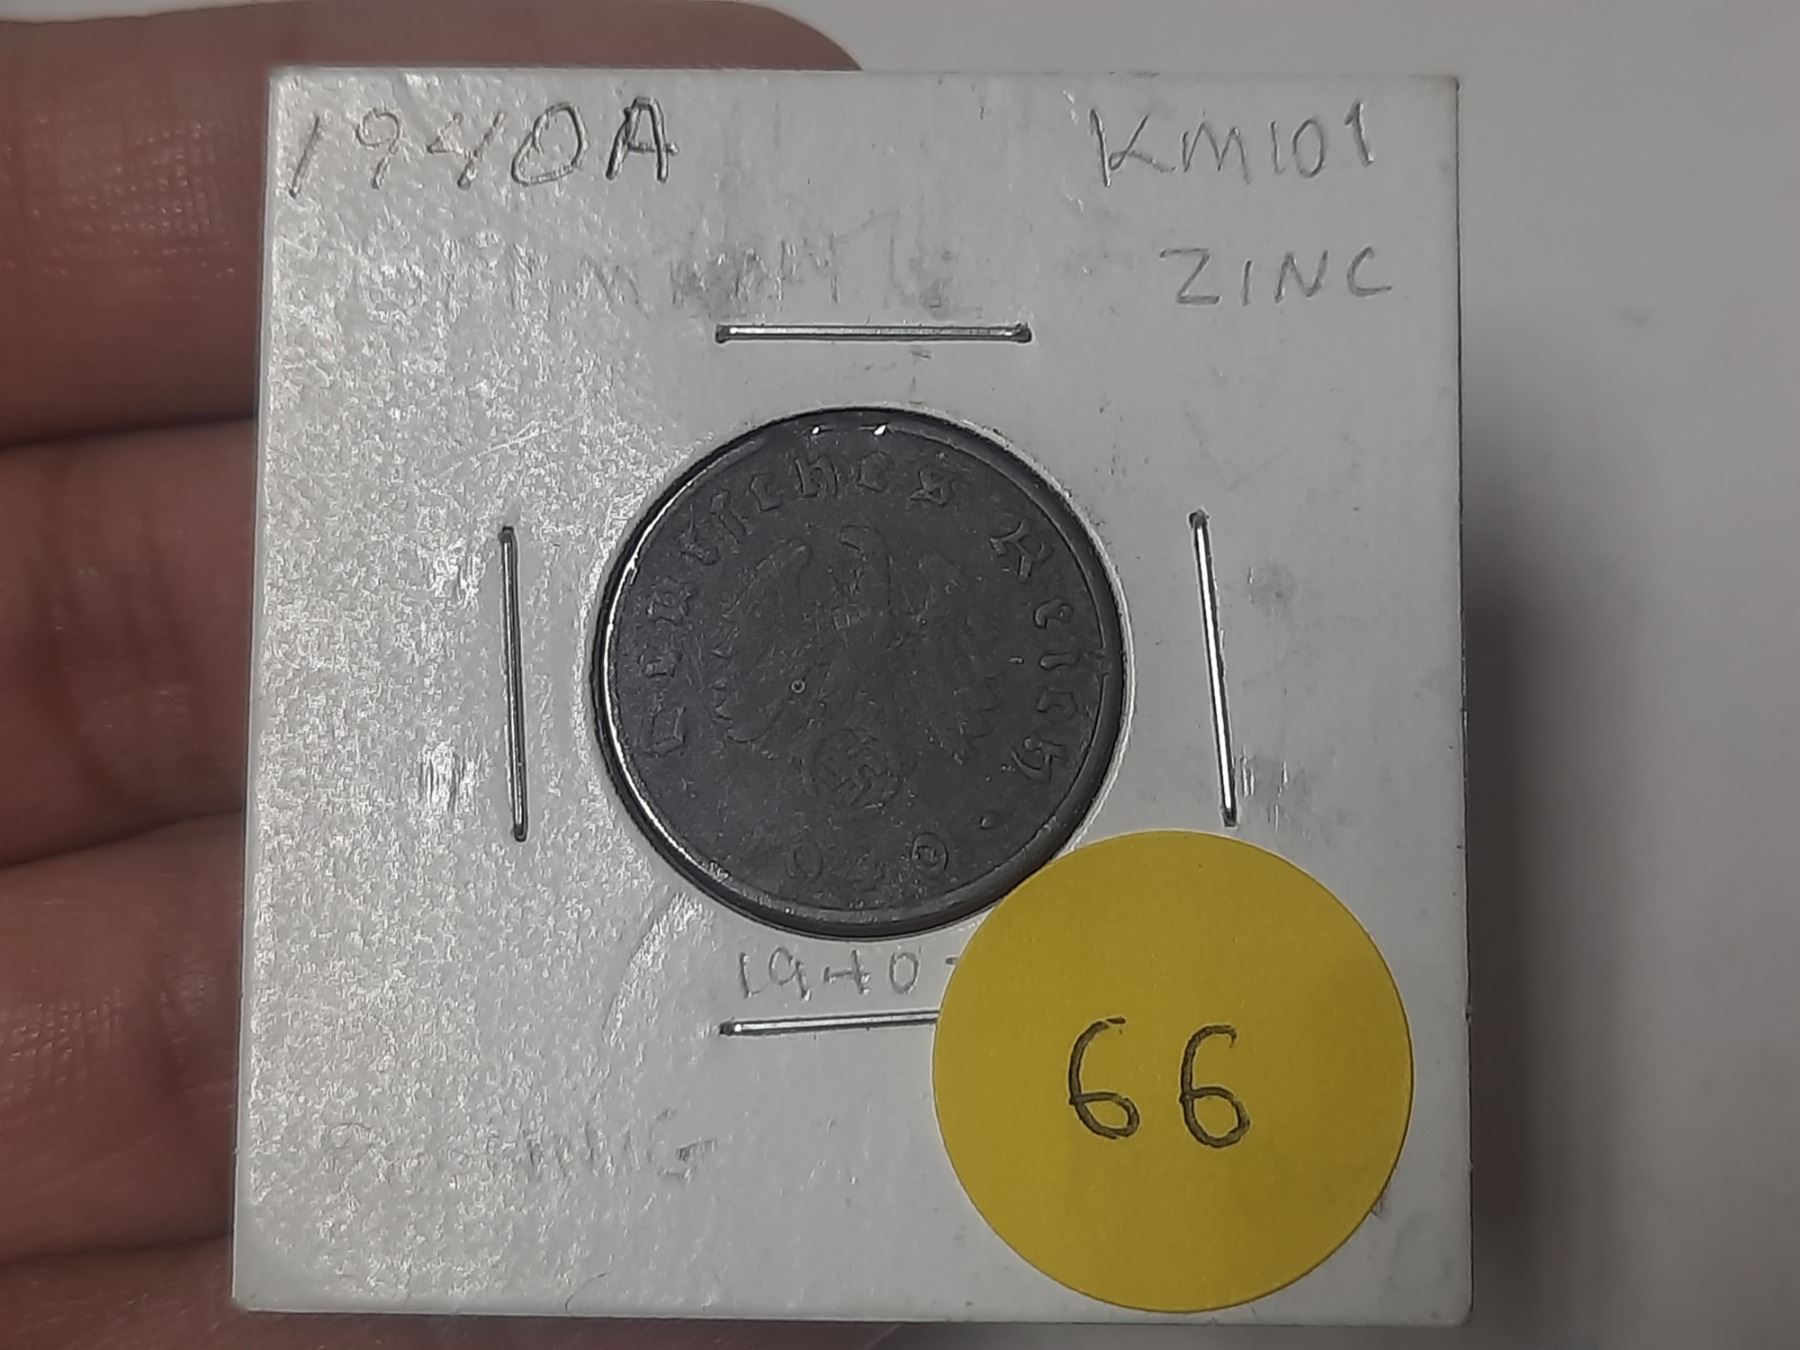 1940A
KM101
ZINC
Deutsches Reich
1940
66